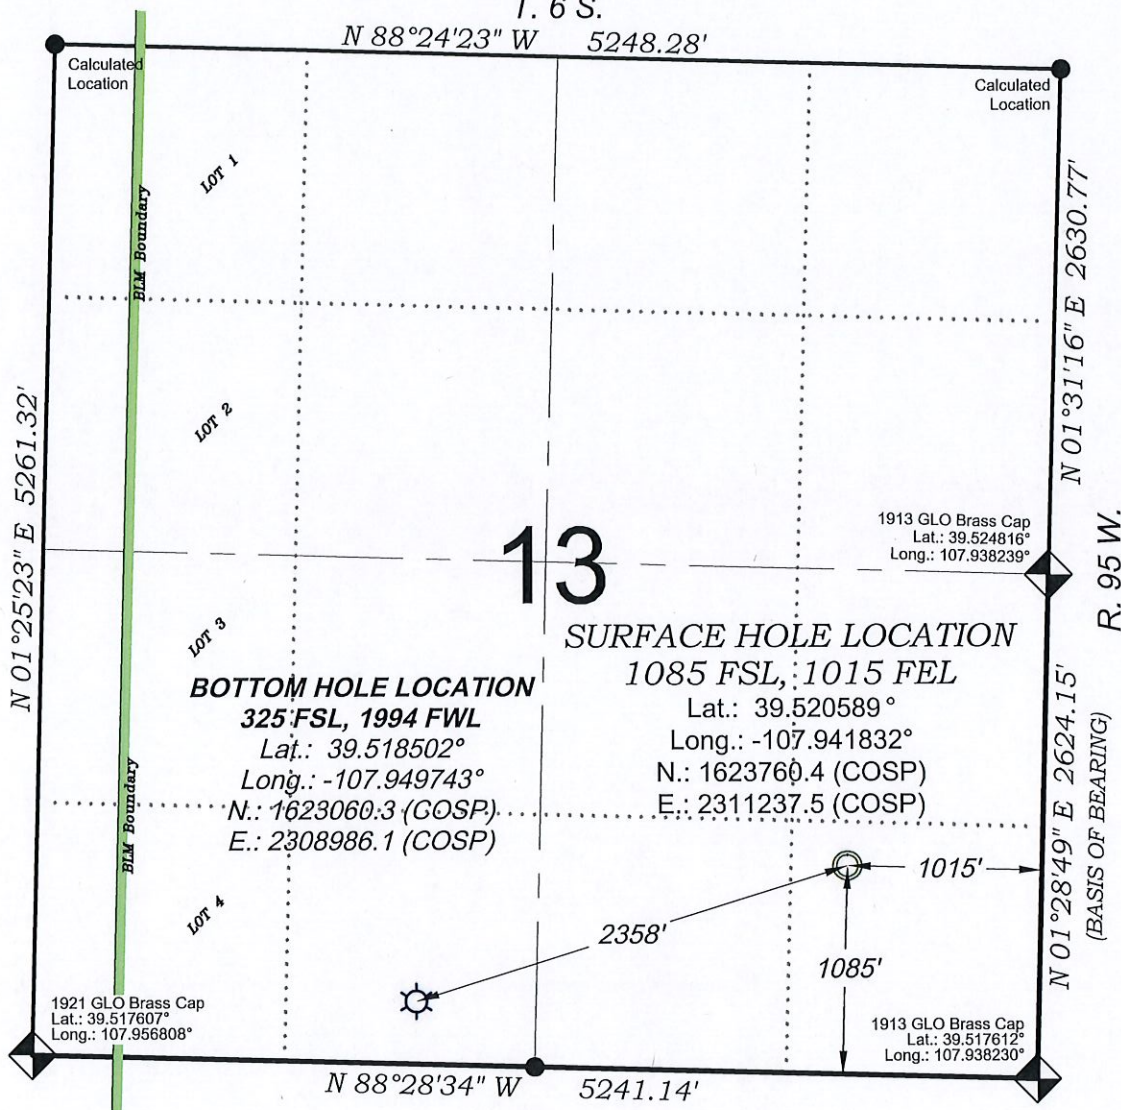 T. 6 S.
N 88°24'23" W 5248.28'
Calculated
Location
Calculated
Location
LOT 1
BLM Boundary
N 01°31'16" E 2630.77'
LOT 2
N 01°25'23" E 5261.32'
1913 GLO Brass Cap
Lat.: 39.524816°
Long.: 107.938239°
13
R. 95 W.
LOT 3
SURFACE HOLE LOCATION
1085 FSL, 1015 FEL
Lat.: 39.520589°
Long.: -107.941832°
N.: 1623760.4 (COSP)
E.: 2311237.5 (COSP)
BOTTOM HOLE LOCATION
325 FSL, 1994 FWL
Lat.: 39.518502°
Long.: -107.949743°
N.: 1623060.3 (COSP)
E.: 2308986.1 (COSP)
N 01°28'49" E 2624.15'
(BASIS OF BEARING)
BLM Boundary
LOT 4
1015'
2358'
1085'
1921 GLO Brass Cap
Lat.: 39.517607°
Long.: 107.956808°
1913 GLO Brass Cap
Lat.: 39.517612°
Long.: 107.938230°
N 88°28'34" W 5241.14'